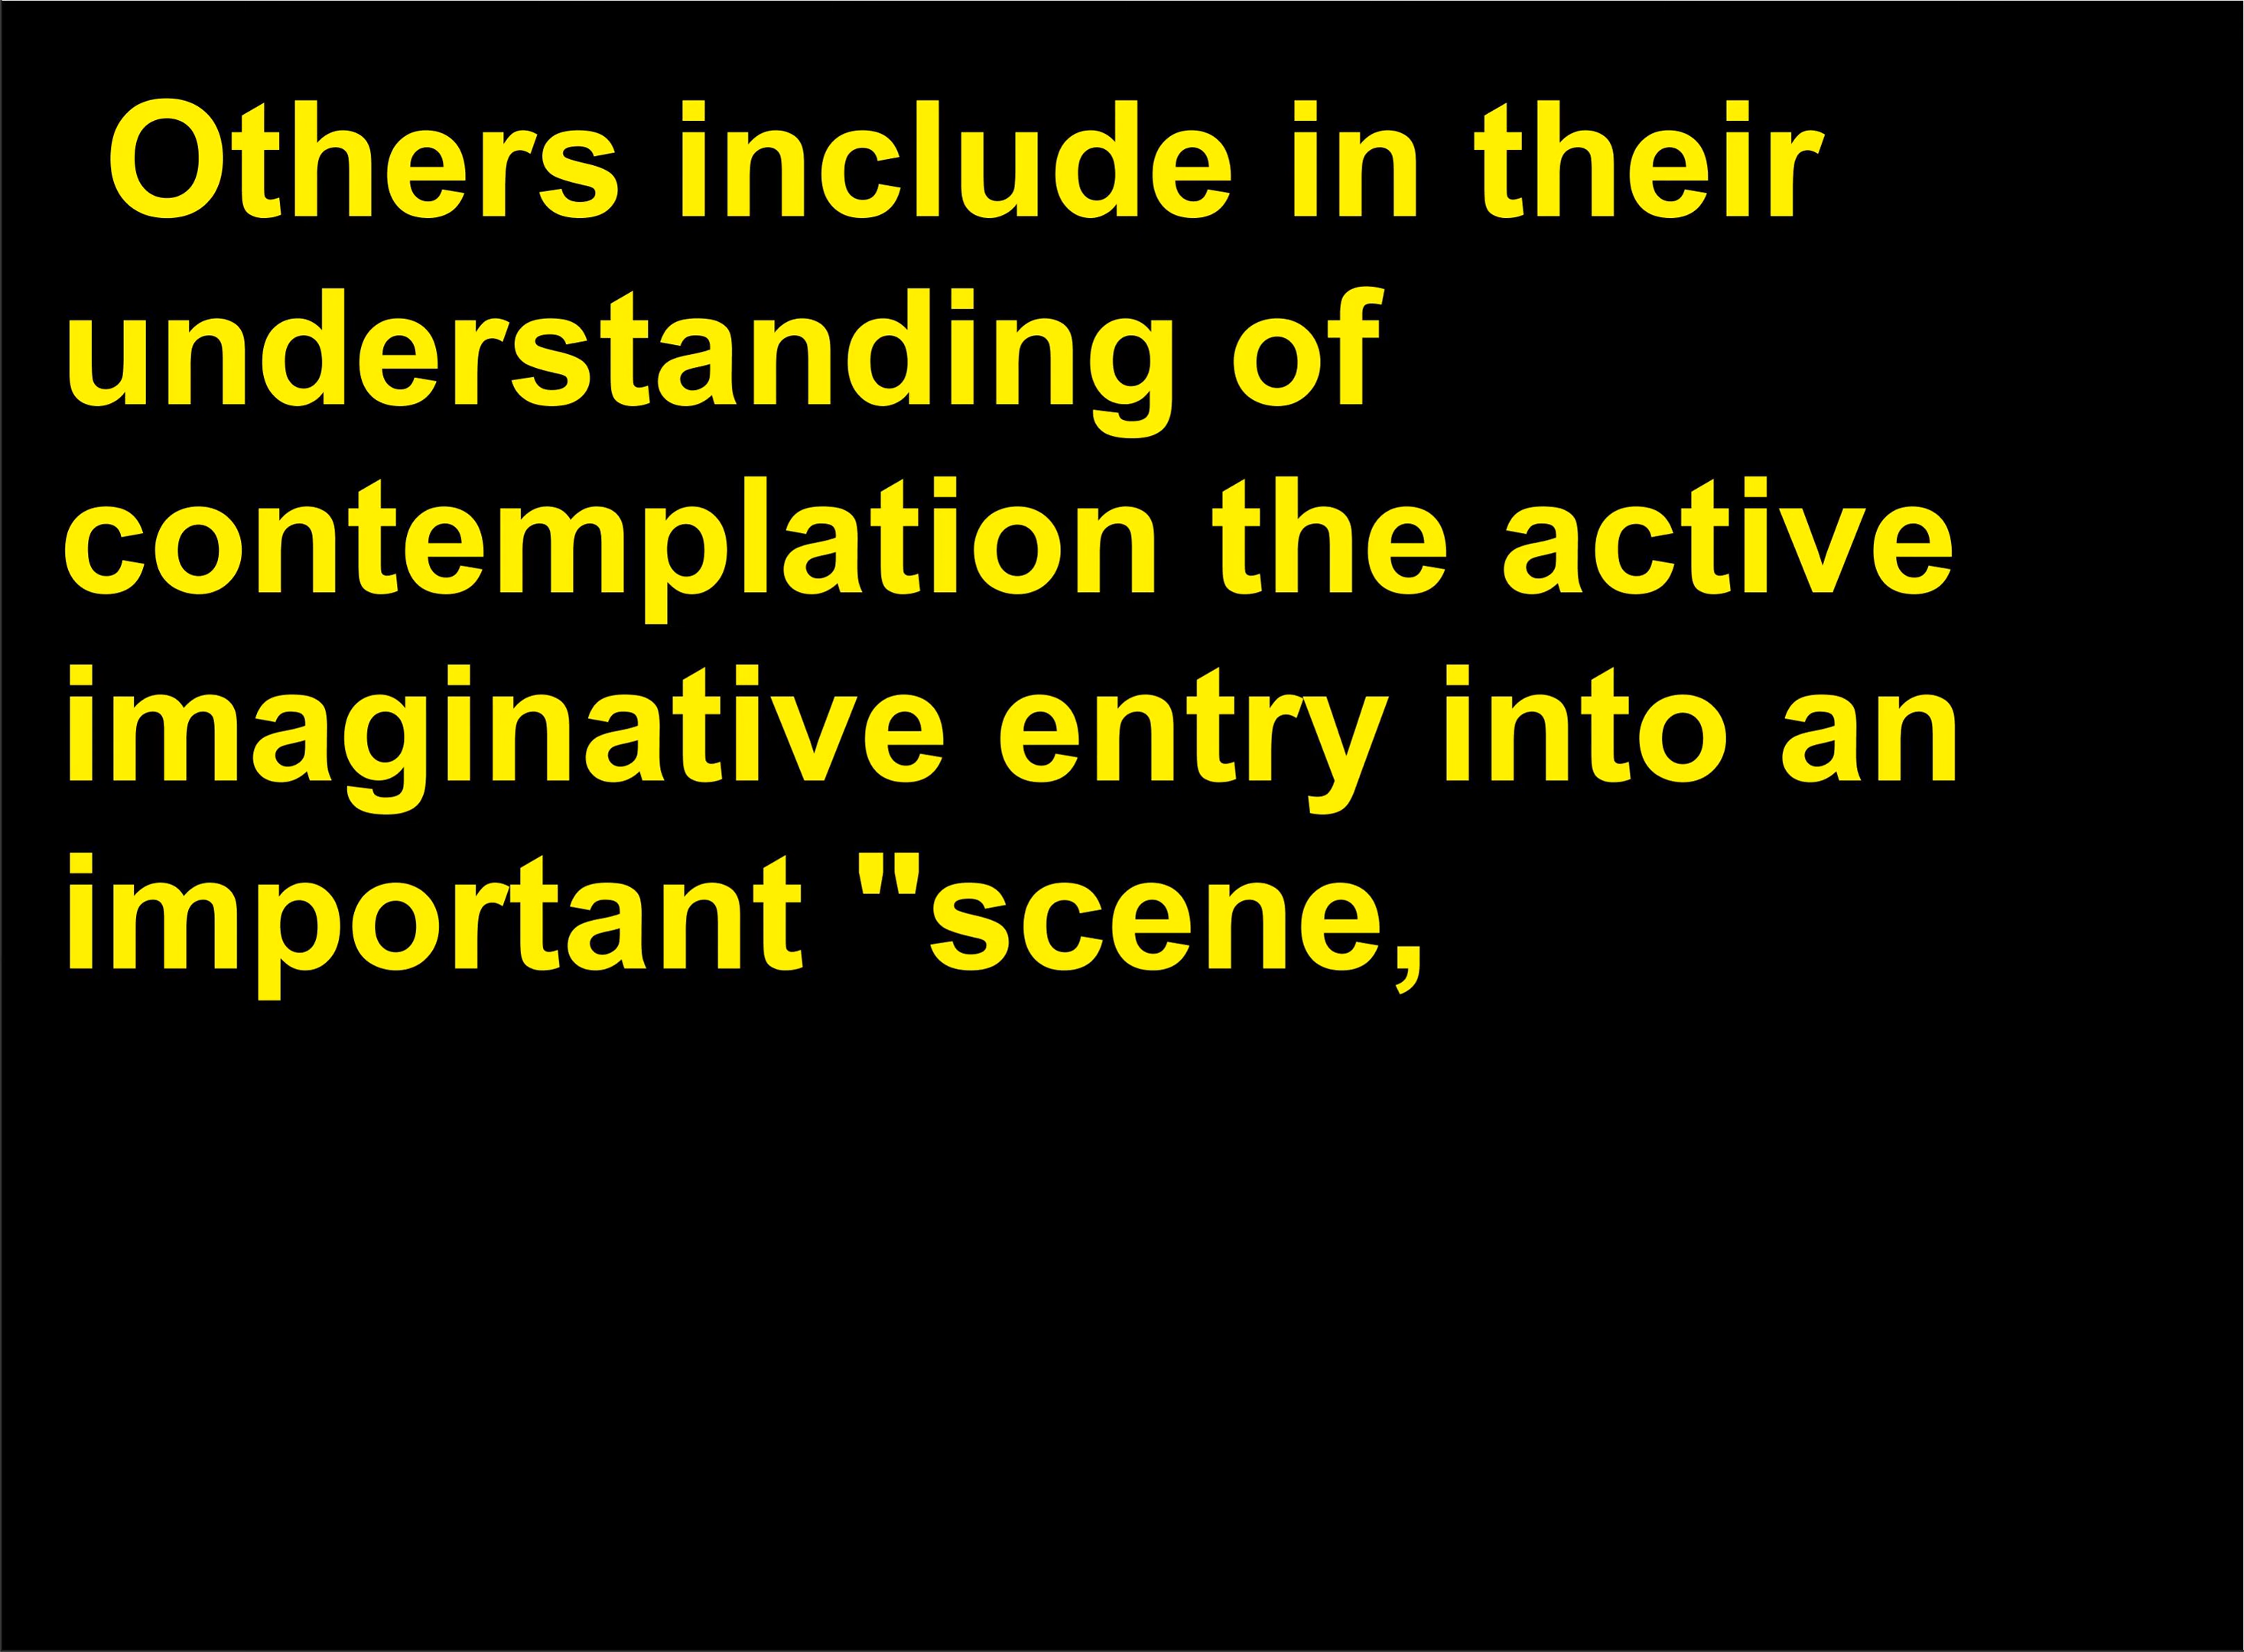 Others include in their
understanding of
contemplation the active
imaginative entry into an
important "scene,